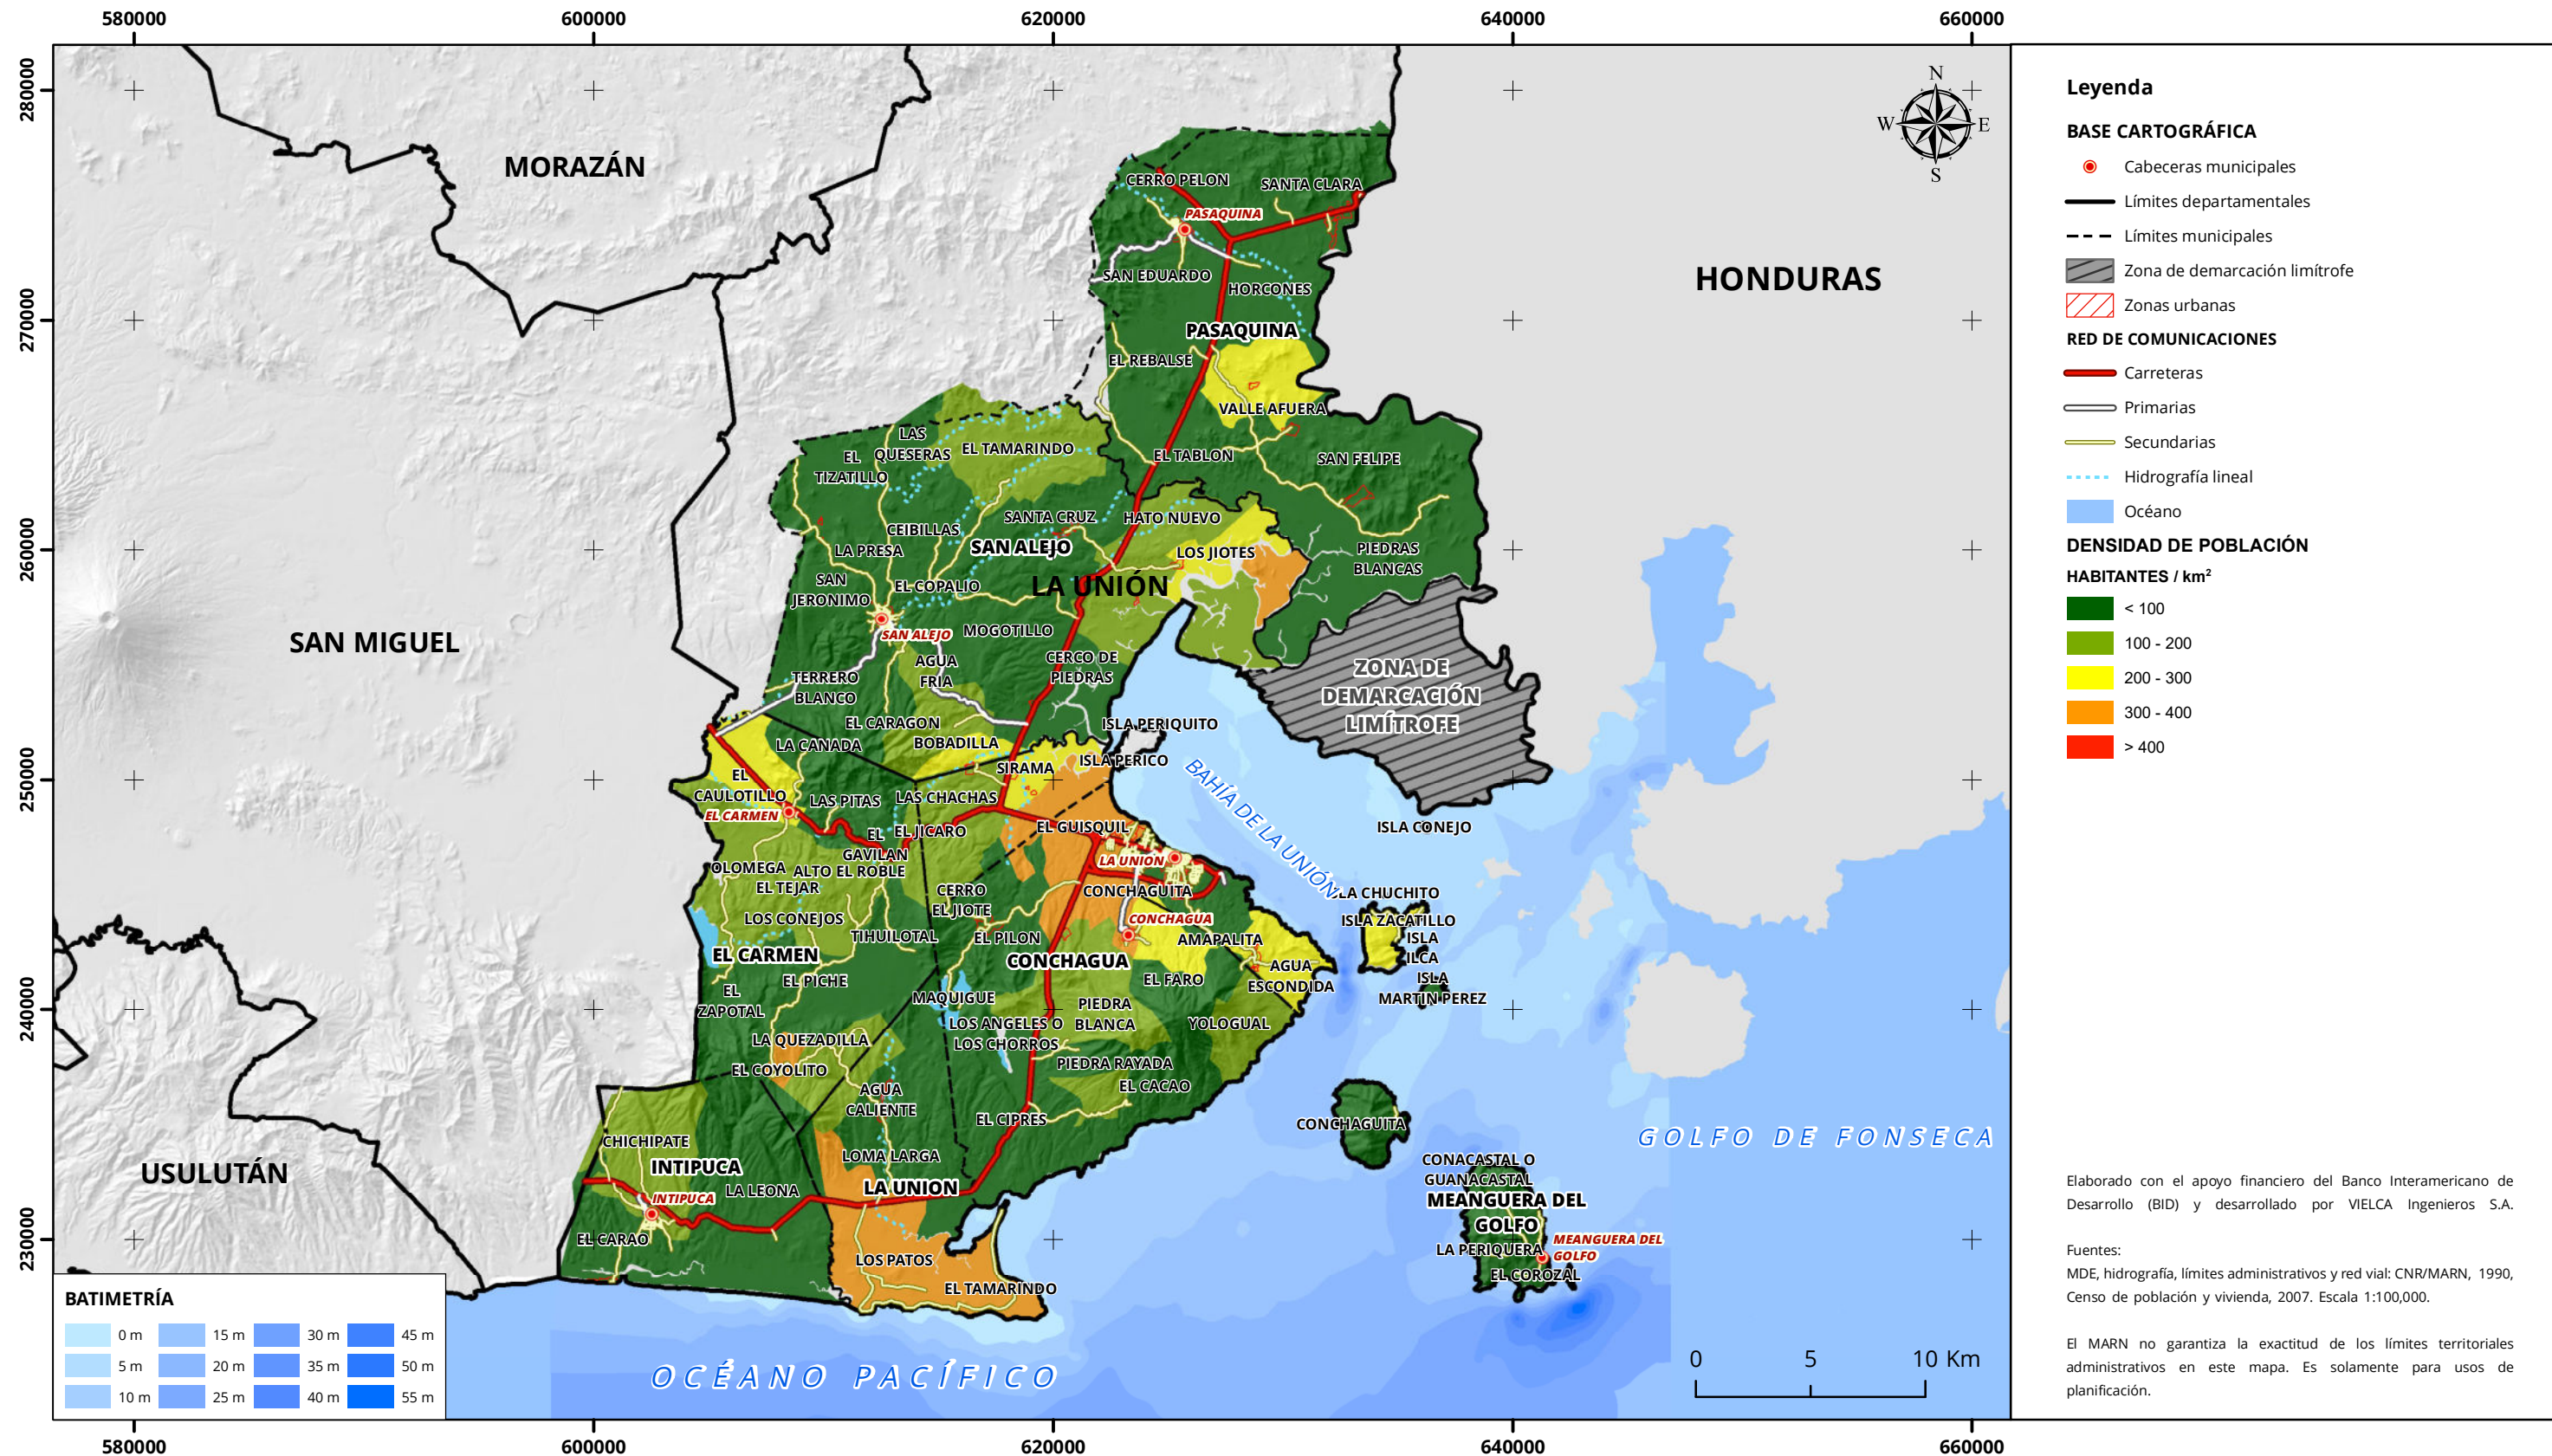 580000
600000
620000
640000
660000
280000
270000
260000
250000
240000
230000
MORAZÁN
HONDURAS
SAN MIGUEL
USULUTÁN
LA UNIÓN
N
W
E
S
CERRO PELON
SANTA CLARA
PASAQUINA
SAN EDUARDO
HORCONES
PASAQUINA
EL REBALSE
VALLE AFUERA
LAS
QUESERAS
EL TAMARINDO
EL
TIZATILLO
EL TABLON
SAN FELIPE
SANTA CRUZ
HATO NUEVO
CEIBILLAS
SAN ALEJO
LA PRESA
LOS JIOTES
PIEDRAS
BLANCAS
SAN
JERONIMO
EL COPALIO
SAN ALEJO
MOGOTILLO
AGUA
FRIA
CERCO DE
PIEDRAS
ZONA DE
DEMARCACIÓN
LIMÍTROFE
TERRERO
BLANCO
EL CARAGON
ISLA PERIQUITO
LA CANADA
BOBADILLA
ISLA PERICO
SIRAMA
BAHÍA DE LA UNIÓN
EL
CAULOTILLO
LAS PITAS
LAS CHACHAS
EL CARMEN
EL
GAVILAN
EL JICARO
EL GUISQUIL
ISLA CONEJO
LA UNION
OLOMEGA
ALTO EL ROBLE
EL TEJAR
CERRO
EL JIOTE
CONCHAGUITA
ISLA CHUCHITO
LOS CONEJOS
CONCHAGUA
ISLA ZACATILLO
TIHUILOTAL
EL PILON
AMAPALITA
ISLA
ILCA
EL CARMEN
CONCHAGUA
AGUA
ESCONDIDA
EL PICHE
EL FARO
ISLA
MARTIN PEREZ
EL
ZAPOTAL
MAQUIGUE
PIEDRA
BLANCA
LOS ANGELES O
LOS CHORROS
YOLOGUAL
LA QUEZADILLA
PIEDRA RAYADA
EL COYOLITO
EL CACAO
AGUA
CALIENTE
EL CIPRES
CONCHAGUITA
GOLFO DE FONSECA
CHICHIPATE
LOMA LARGA
CONACASTAL O
GUANACASTAL
INTIPUCA
LA LEONA
LA UNION
MEANGUERA DEL
GOLFO
INTIPUCA
EL CARAO
MEANGUERA DEL
GOLFO
LA PERIQUERA
LOS PATOS
EL COROZAL
EL TAMARINDO
OCÉANO PACÍFICO
0 5 10 Km
BATIMETRÍA
0 m 15 m 30 m 45 m
5 m 20 m 35 m 50 m
10 m 25 m 40 m 55 m
580000
600000
620000
640000
660000
Leyenda
BASE CARTOGRÁFICA
Cabeceras municipales
Límites departamentales
Límites municipales
Zona de demarcación limítrofe
Zonas urbanas
RED DE COMUNICACIONES
Carreteras
Primarias
Secundarias
Hidrografía lineal
Océano
DENSIDAD DE POBLACIÓN
HABITANTES / km²
< 100
100 - 200
200 - 300
300 - 400
> 400
Elaborado con el apoyo financiero del Banco Interamericano de
Desarrollo (BID) y desarrollado por VIELCA Ingenieros S.A.
Fuentes:
MDE, hidrografía, límites administrativos y red vial: CNR/MARN, 1990,
Censo de población y vivienda, 2007. Escala 1:100,000.
El MARN no garantiza la exactitud de los límites territoriales
administrativos en este mapa. Es solamente para usos de
planificación.